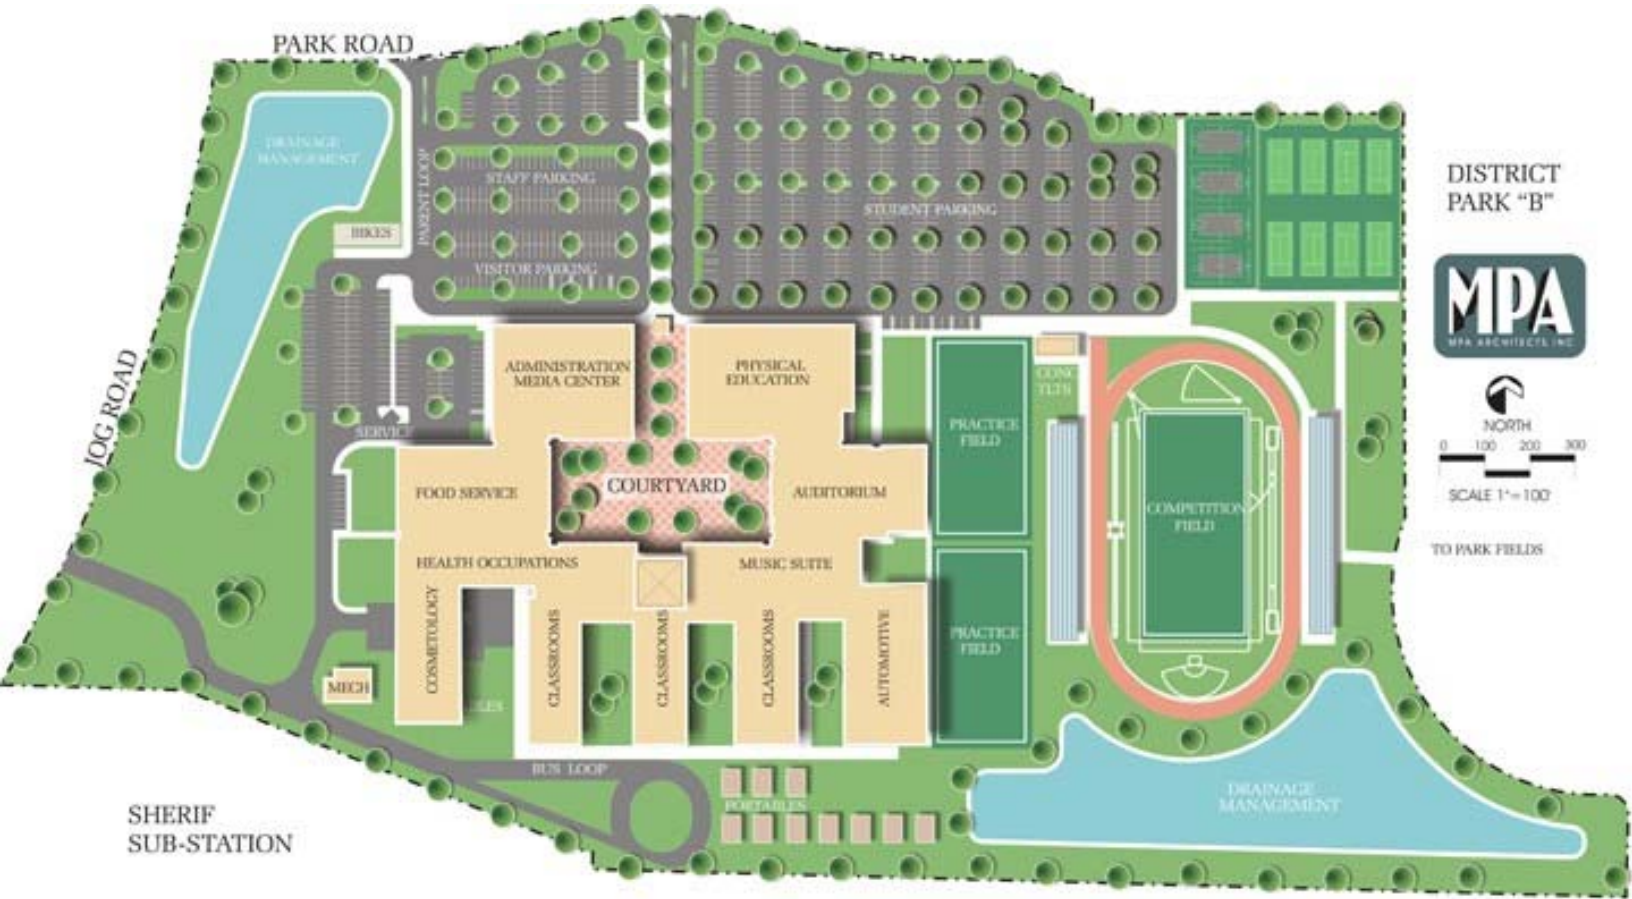 PARK ROAD
DRAINAGE
MANAGEMENT
PARENT LOOP
STAFF PARKING
STUDENT PARKING
BIKES
VISITOR PARKING
DISTRICT
PARK "B"
MPA
MPA ARCHITECTS INC
NORTH
0 100 200 300
SCALE 1"=100'
TO PARK FIELDS
JOG ROAD
SERVICE
ADMINISTRATION
MEDIA CENTER
PHYSICAL
EDUCATION
CONC
TLTS
PRACTICE
FIELD
FOOD SERVICE
COURTYARD
AUDITORIUM
COMPETITION
FIELD
HEALTH OCCUPATIONS
MUSIC SUITE
COSMETOLOGY
CLASSROOMS
CLASSROOMS
CLASSROOMS
AUTOMOTIVE
PRACTICE
FIELD
MECH
BUS LOOP
PORTABLES
DRAINAGE
MANAGEMENT
SHERIF
SUB-STATION